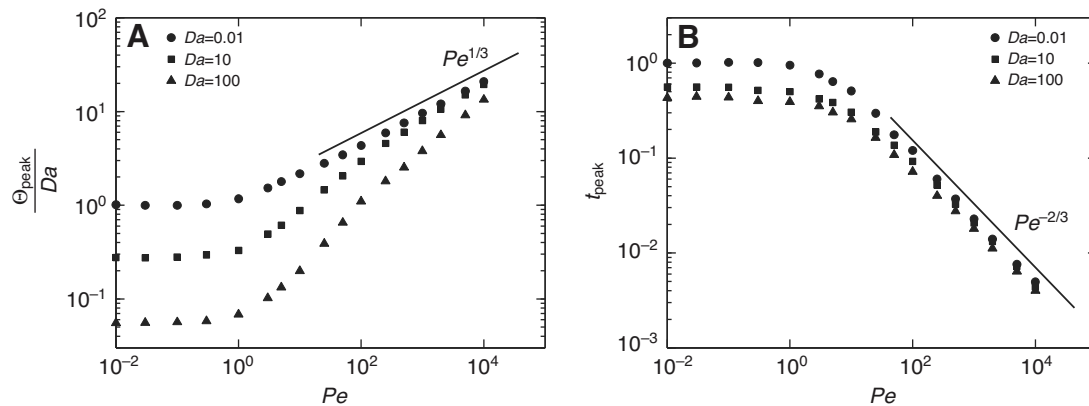 A
Da=0.01
Da=10
Da=100
Pe^{1/3}
10^2
10^1
10^0
10^{-1}
Θ_peak
Da
10^{-2} 10^0 10^2 10^4
Pe
B
Da=0.01
Da=10
Da=100
Pe^{-2/3}
10^0
10^{-1}
10^{-2}
10^{-3}
t_peak
10^{-2} 10^0 10^2 10^4
Pe